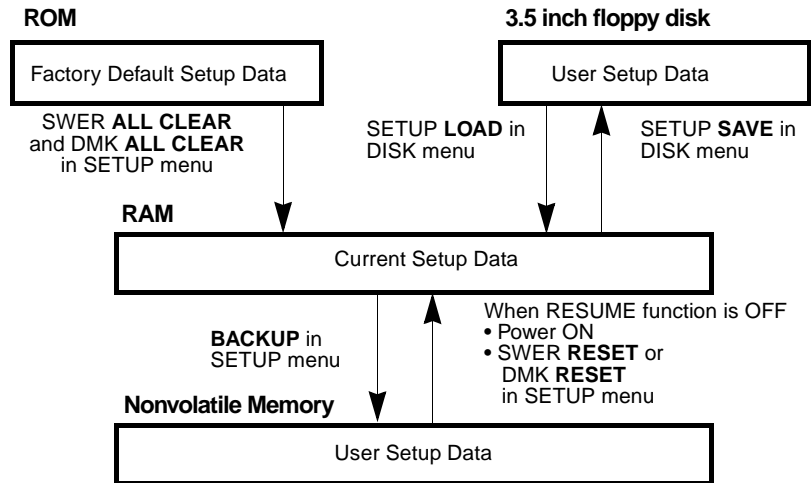 ROM
3.5 inch floppy disk
Factory Default Setup Data
User Setup Data
SWER ALL CLEAR
and DMK ALL CLEAR
in SETUP menu
SETUP LOAD in
DISK menu
SETUP SAVE in
DISK menu
RAM
Current Setup Data
BACKUP in
SETUP menu
When RESUME function is OFF
• Power ON
• SWER RESET or
DMK RESET
in SETUP menu
Nonvolatile Memory
User Setup Data